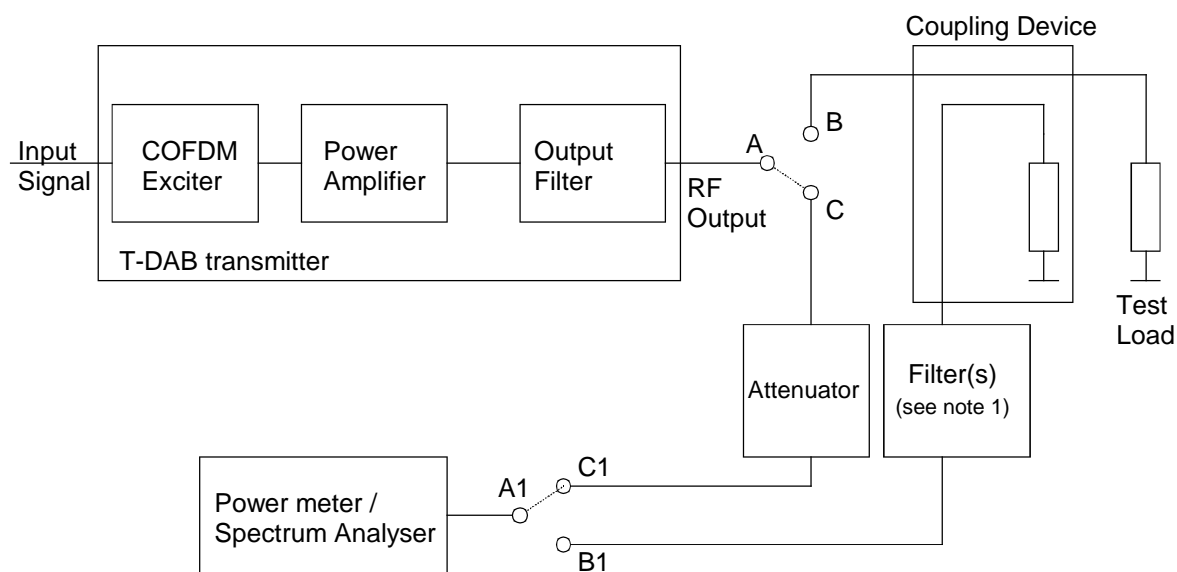 Coupling Device
Input
Signal
COFDM
Exciter
Power
Amplifier
Output
Filter
RF
Output
T-DAB transmitter
A
B
C
Test
Load
Attenuator
Filter(s)
(see note 1)
Power meter /
Spectrum Analyser
A1
C1
B1